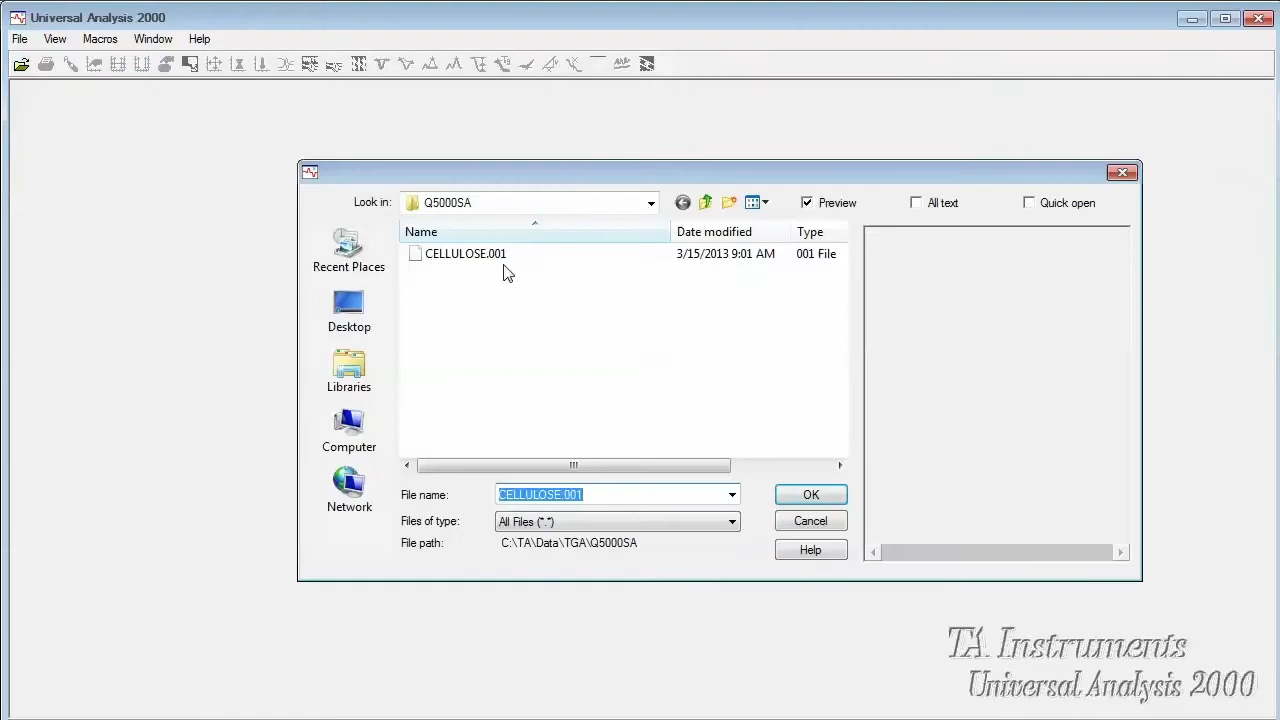 Universal Analysis 2000
File View Macros Window Help
Look in: Q5000SA Preview All text Quick open
Name Date modified Type
CELLULOSE.001 3/15/2013 9:01 AM 001 File
Recent Places
Desktop
Libraries
Computer
Network
File name: CELLULOSE.001 OK
Files of type: All Files (*.*) Cancel
File path: C:\TA\Data\TGA\Q5000SA Help
TA Instruments
Universal Analysis 2000